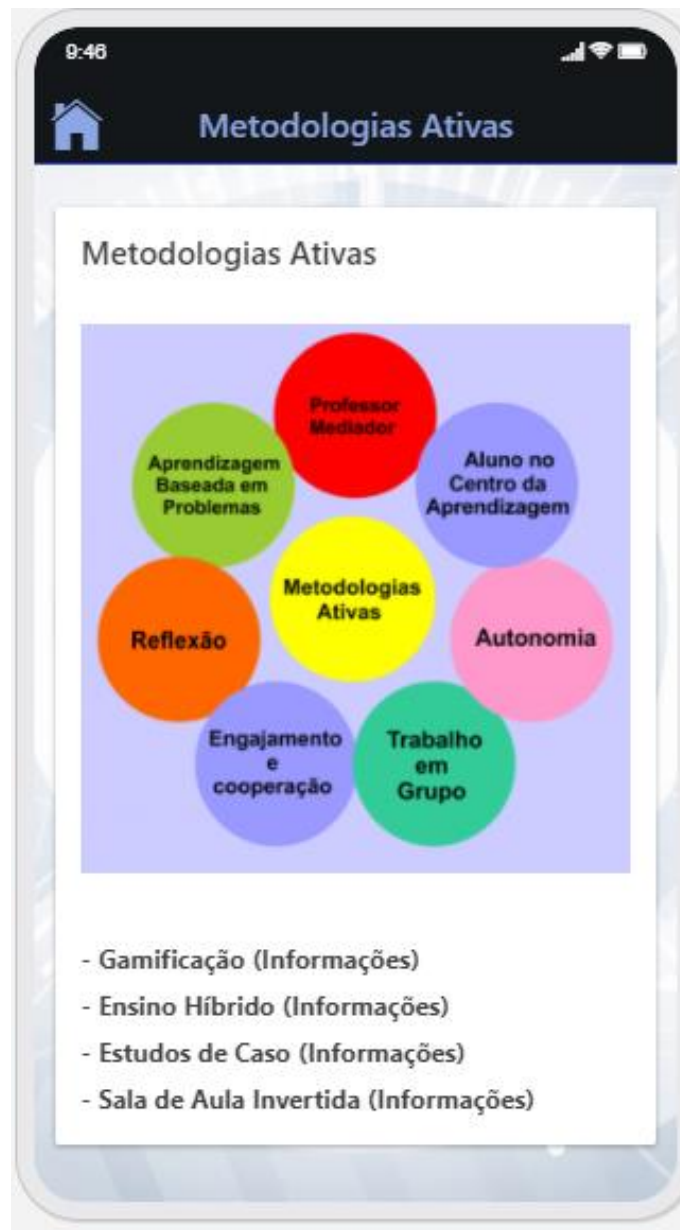 9:46
Metodologias Ativas
Metodologias Ativas
Professor
Mediador
Aprendizagem
Baseada em
Problemas
Aluno no
Centro da
Aprendizagem
Metodologias
Ativas
Reflexão
Autonomia
Engajamento
e
cooperação
Trabalho
em
Grupo
- Gamificação (Informações)
- Ensino Híbrido (Informações)
- Estudos de Caso (Informações)
- Sala de Aula Invertida (Informações)